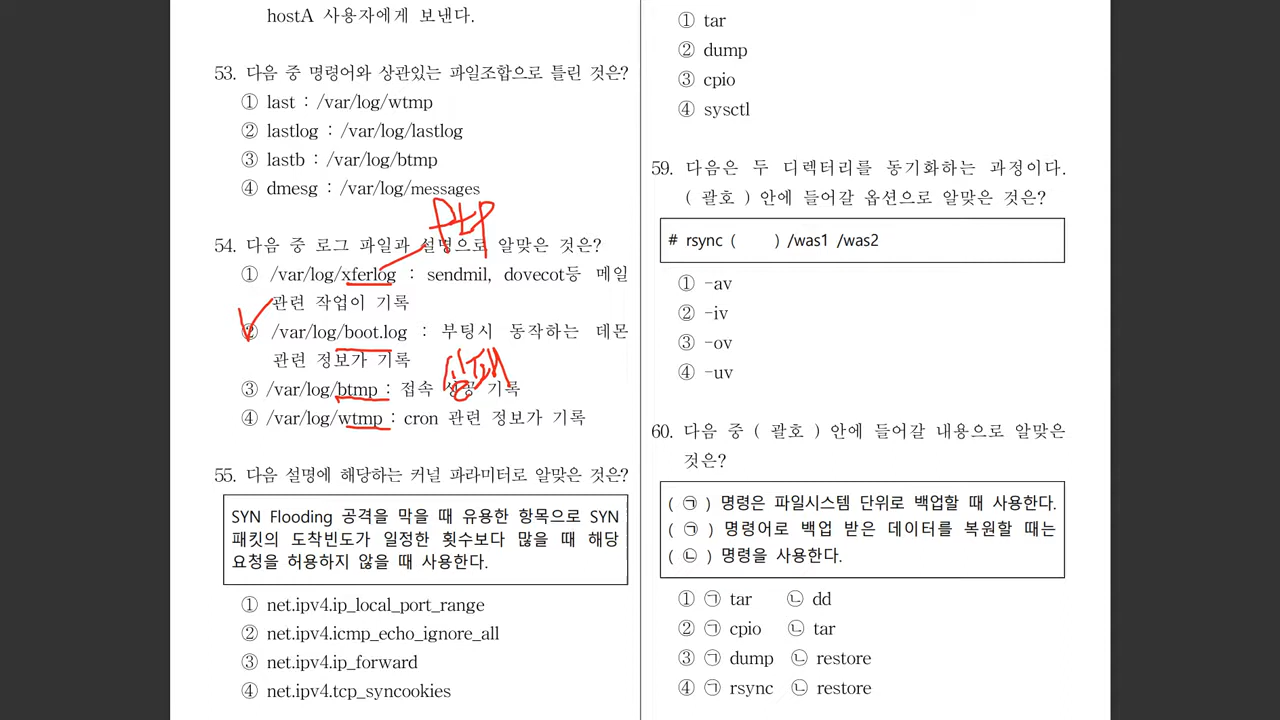 hostA 사용자에게 보낸다.
53. 다음 중 명령어와 상관있는 파일조합으로 틀린 것은?
① last : /var/log/wtmp
② lastlog : /var/log/lastlog
③ lastb : /var/log/btmp
④ dmesg : /var/log/messages
ftp
54. 다음 중 로그 파일과 설명으로 알맞은 것은?
① /var/log/xferlog : sendmil, dovecot등 메일
관련 작업이 기록
② /var/log/boot.log : 부팅시 동작하는 데몬
관련 정보가 기록
실패
③ /var/log/btmp : 접속 성공 기록
④ /var/log/wtmp : cron 관련 정보가 기록
55. 다음 설명에 해당하는 커널 파라미터로 알맞은 것은?
SYN Flooding 공격을 막을 때 유용한 항목으로 SYN
패킷의 도착빈도가 일정한 횟수보다 많을 때 해당
요청을 허용하지 않을 때 사용한다.
① net.ipv4.ip_local_port_range
② net.ipv4.icmp_echo_ignore_all
③ net.ipv4.ip_forward
④ net.ipv4.tcp_syncookies
① tar
② dump
③ cpio
④ sysctl
59. 다음은 두 디렉터리를 동기화하는 과정이다.
( 괄호 ) 안에 들어갈 옵션으로 알맞은 것은?
# rsync ( ) /was1 /was2
① -av
② -iv
③ -ov
④ -uv
60. 다음 중 ( 괄호 ) 안에 들어갈 내용으로 알맞은
것은?
( ㉠ ) 명령은 파일시스템 단위로 백업할 때 사용한다.
( ㉠ ) 명령어로 백업 받은 데이터를 복원할 때는
( ㉡ ) 명령을 사용한다.
① ㉠ tar ㉡ dd
② ㉠ cpio ㉡ tar
③ ㉠ dump ㉡ restore
④ ㉠ rsync ㉡ restore